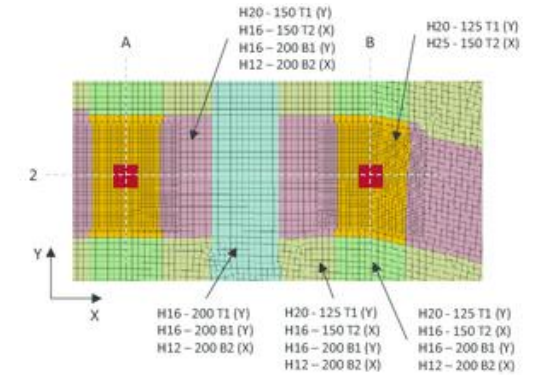 H20 - 150 T1 (Y)
H16 – 150 T2 (X)
H16 – 200 B1 (Y)
H12 – 200 B2 (X)
H20 - 125 T1 (Y)
H25 - 150 T2 (X)
A
B
2
Y
X
H16 - 200 T1 (Y)
H16 – 200 B1 (Y)
H12 – 200 B2 (X)
H20 - 125 T1 (Y)
H16 – 150 T2 (X)
H16 – 200 B1 (Y)
H12 – 200 B2 (X)
H20 - 125 T1 (Y)
H16 - 150 T2 (X)
H16 – 200 B1 (Y)
H12 – 200 B2 (X)